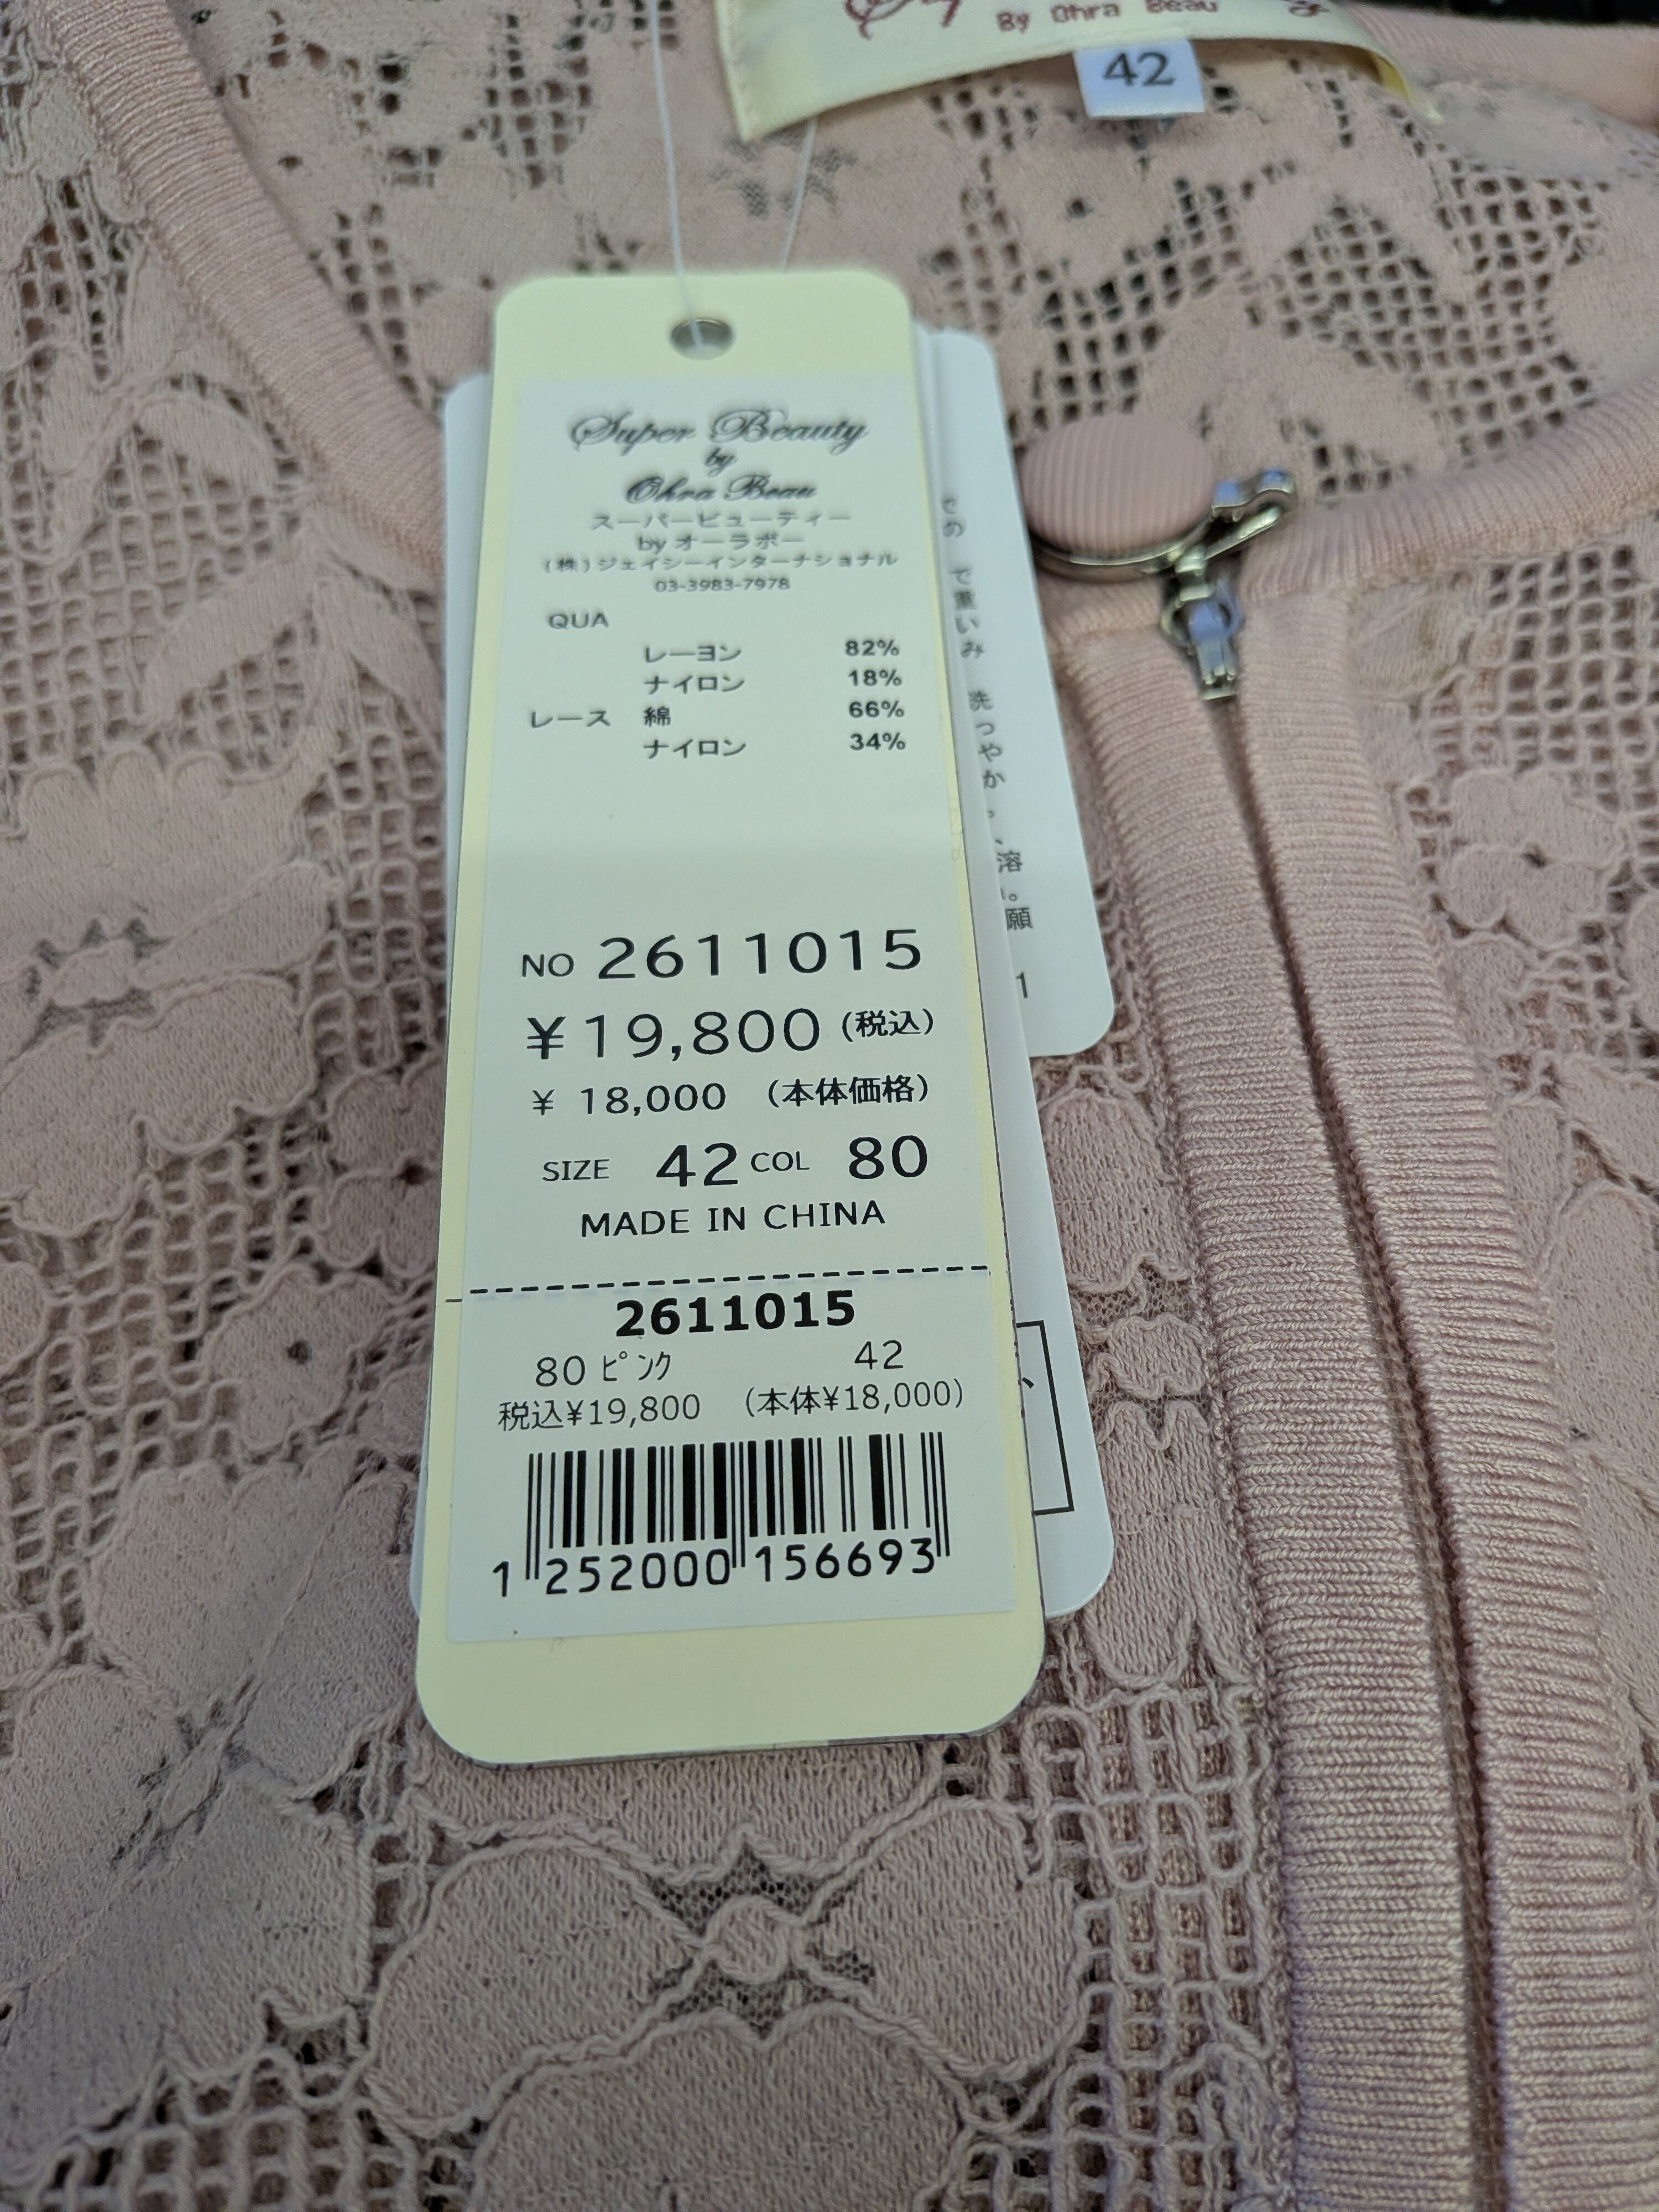 By Ohra Beau
42
Super Beauty
by
Ohra Beau
スーパービューティー
by オーラボー
(株)ジェイシーインターナショナル
03-3983-7978
QUA
レーヨン 82%
ナイロン 18%
レース 綿 66%
ナイロン 34%
NO 2611015
¥19,800 (税込)
¥ 18,000 (本体価格)
SIZE 42 COL 80
MADE IN CHINA
2611015
80 ピンク 42
税込¥19,800 (本体¥18,000)
1 252000 156693